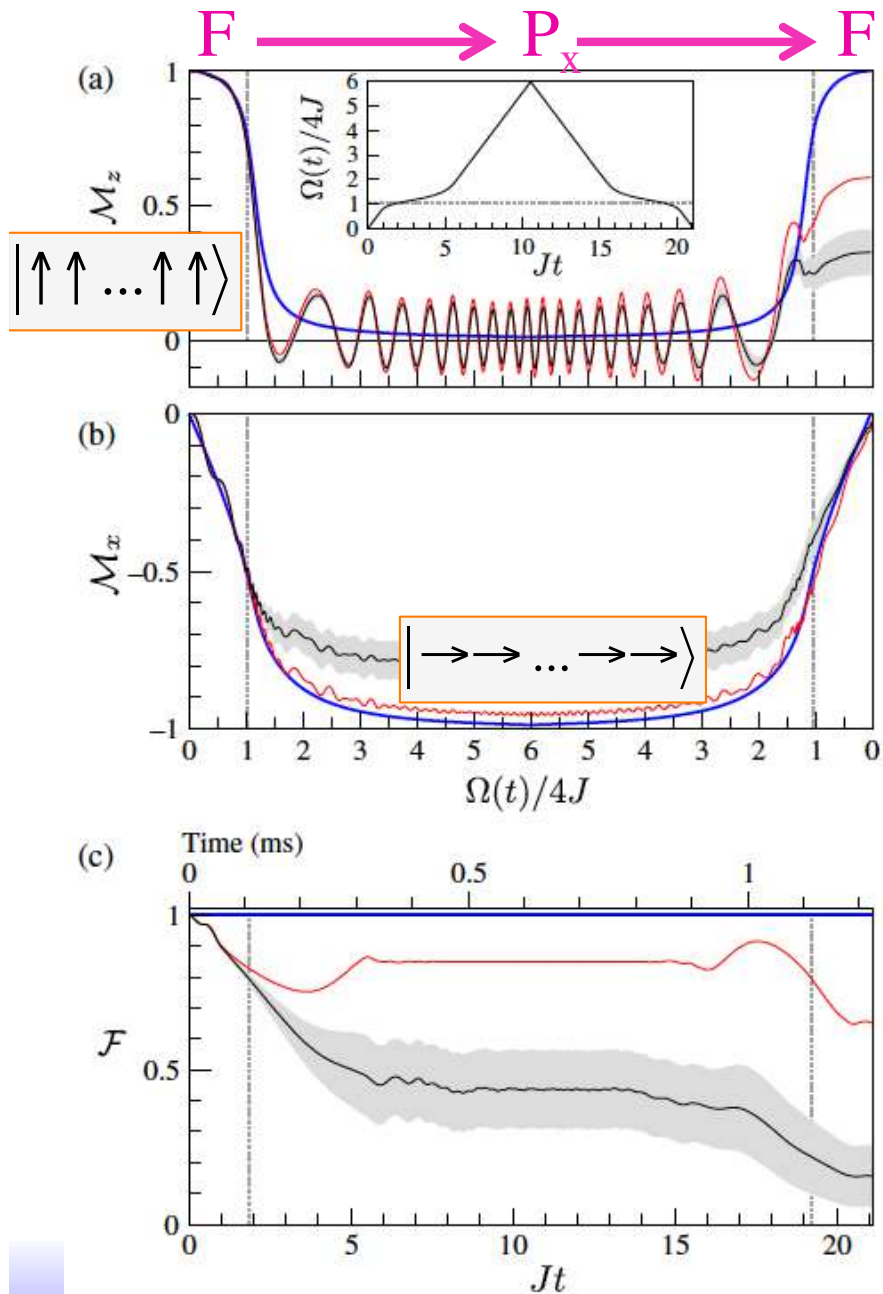 F → P_x → F
(a)
1
0.5
0
M_z
6
5
4
3
2
1
0
Ω(t)/4J
0 5 10 15 20
Jt
|↑ ↑ ... ↑ ↑⟩
(b)
0
−0.5
−1
M_x
|→→ ... →→⟩
0 1 2 3 4 5 6 5 4 3 2 1 0
Ω(t)/4J
(c)
Time (ms)
0 0.5 1
1
0.5
0
F
0 5 10 15 20
Jt